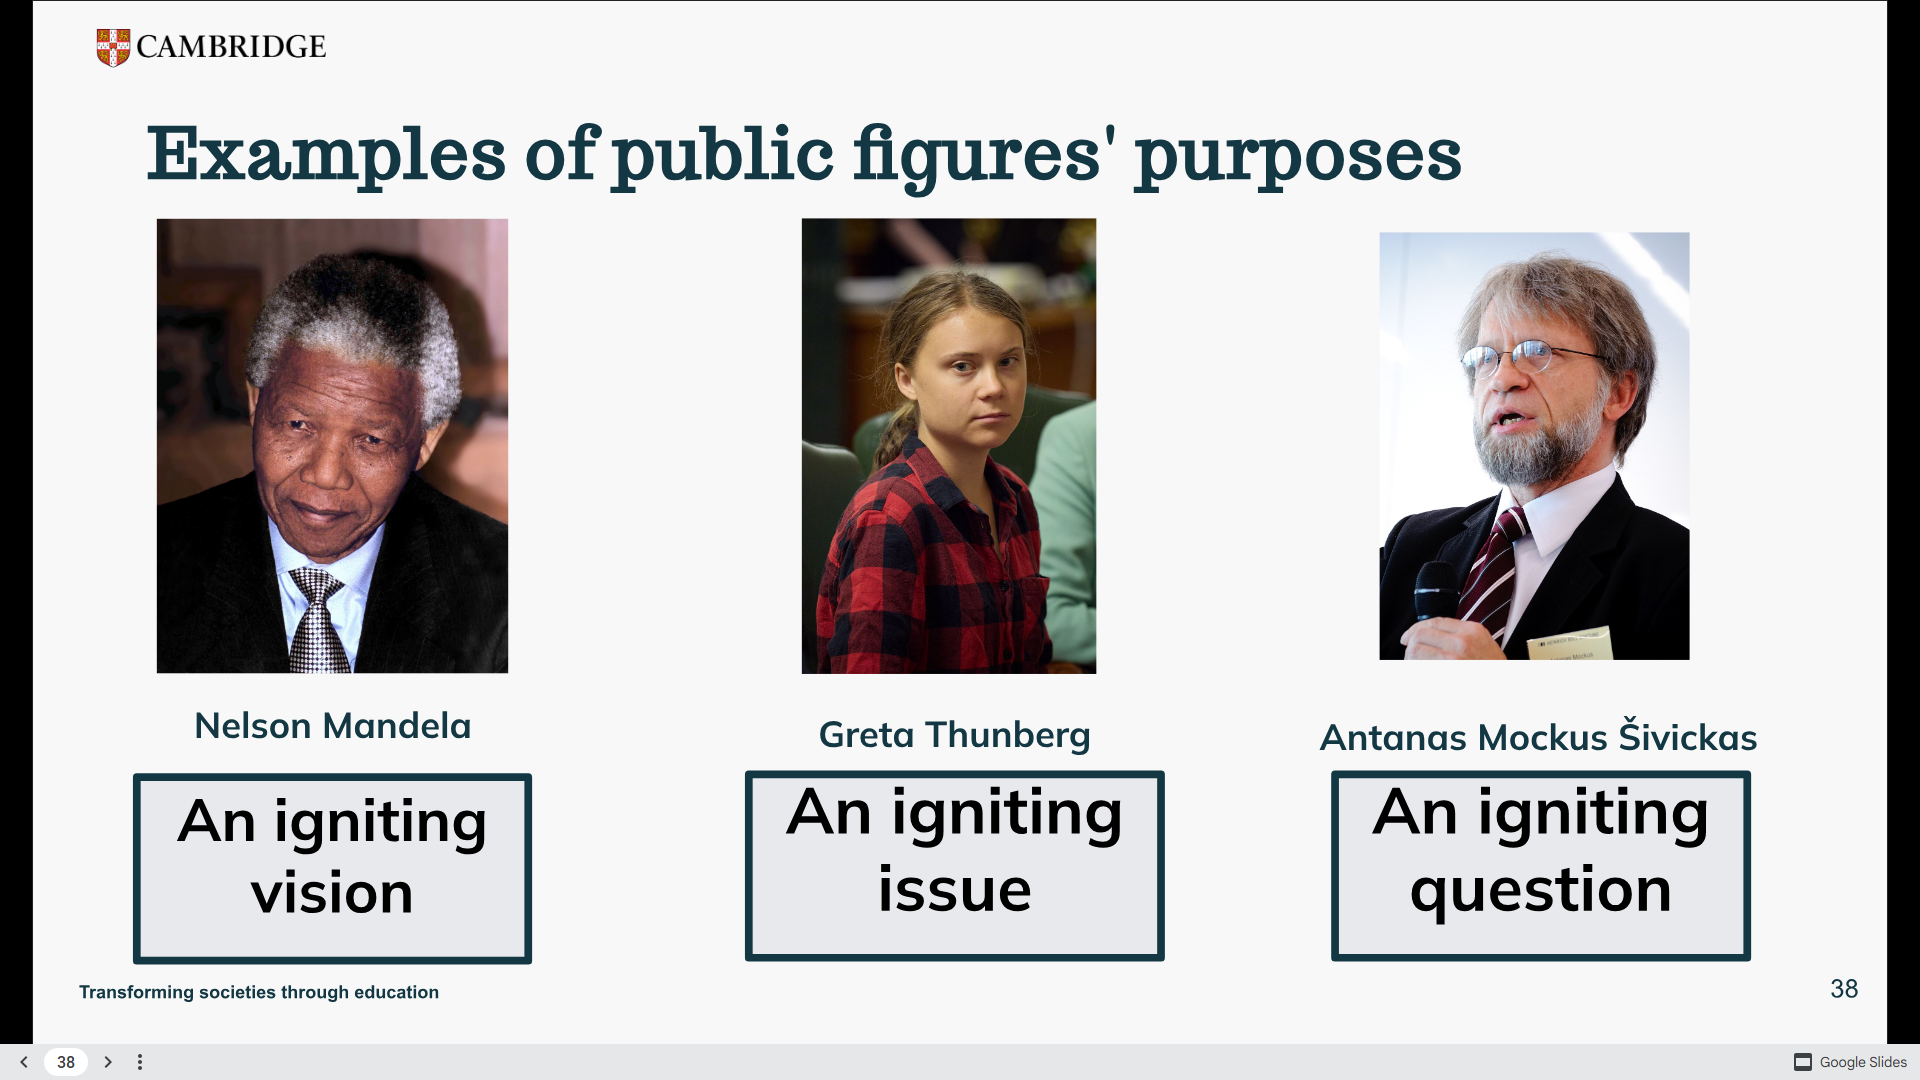 CAMBRIDGE
Examples of public figures' purposes
Nelson Mandela
Greta Thunberg
Antanas Mockus Šivickas
An igniting
vision
An igniting
issue
An igniting
question
Transforming societies through education
38
38
Google Slides